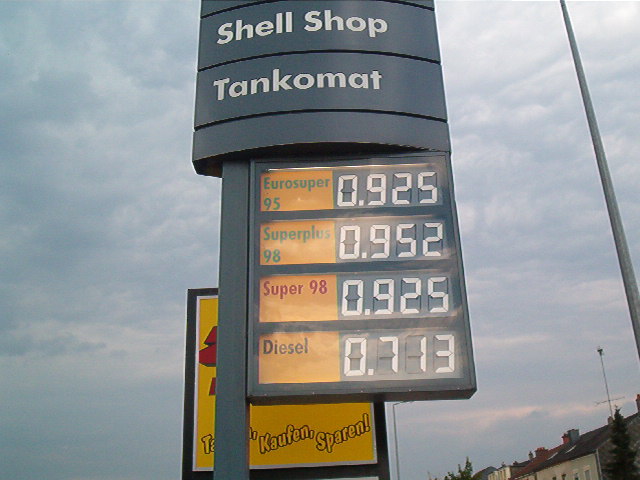 Shell Shop
Tankomat
Eurosuper 95 0.925
Superplus 98 0.952
Super 98 0.925
Diesel 0.713
Kaufen, Sparen!